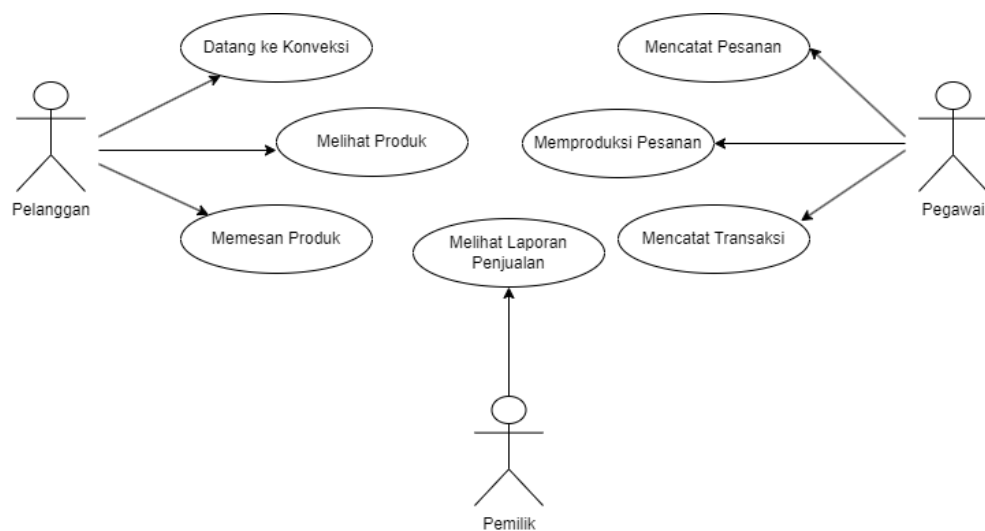 Datang ke Konveksi
Mencatat Pesanan
Melihat Produk
Memproduksi Pesanan
Pelanggan
Pegawai
Memesan Produk
Melihat Laporan
Penjualan
Mencatat Transaksi
Pemilik